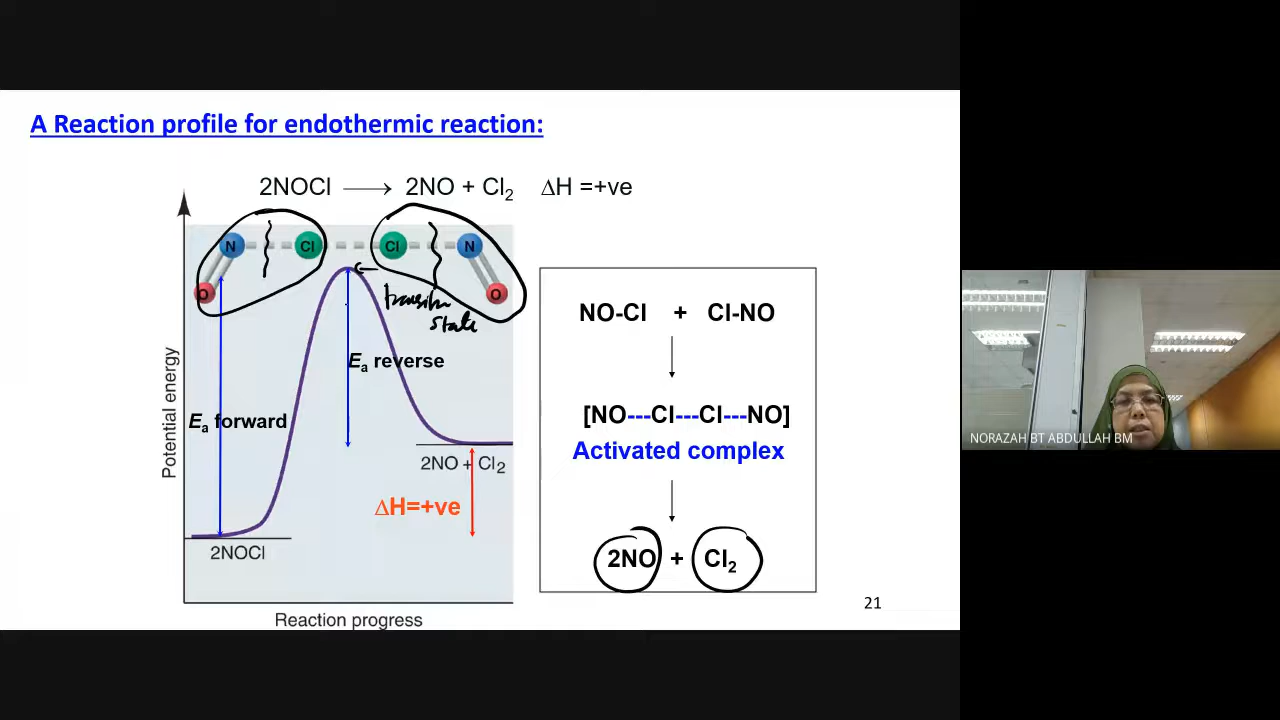 A Reaction profile for endothermic reaction:
2NOCl ⟶ 2NO + Cl₂ ΔH =+ve
N Cl Cl N
O O
transition
state
Eₐ reverse
Eₐ forward
Potential energy
2NO + Cl₂
ΔH=+ve
2NOCl
Reaction progress
NO-Cl + Cl-NO
[NO---Cl---Cl---NO]
Activated complex
2NO + Cl₂
21
NORAZAH BT ABDULLAH BM